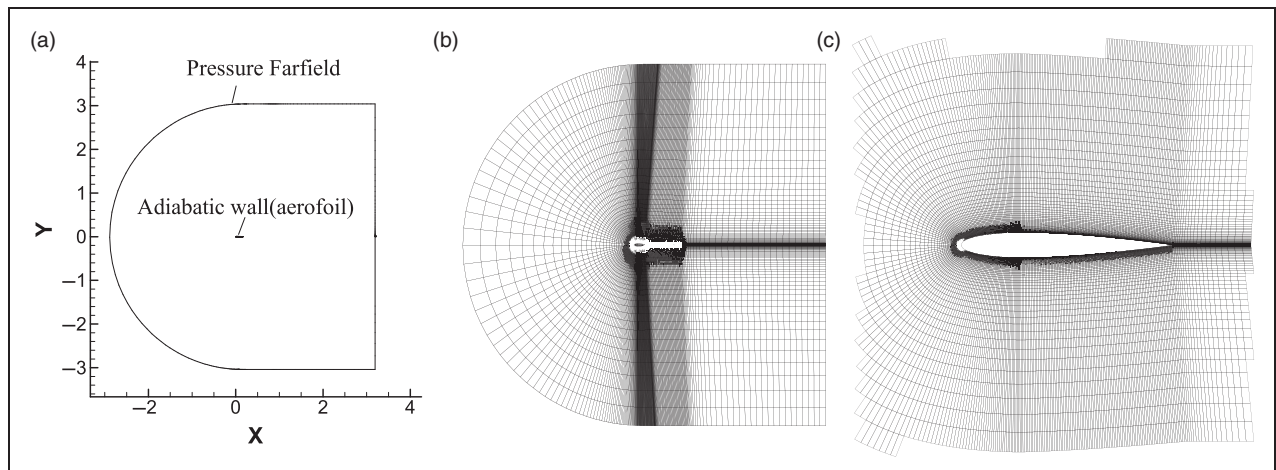 (a)
(b)
(c)
Pressure Farfield
Adiabatic wall(aerofoil)
4
3
2
1
0
−1
−2
−3
Y
−2
0
2
4
X